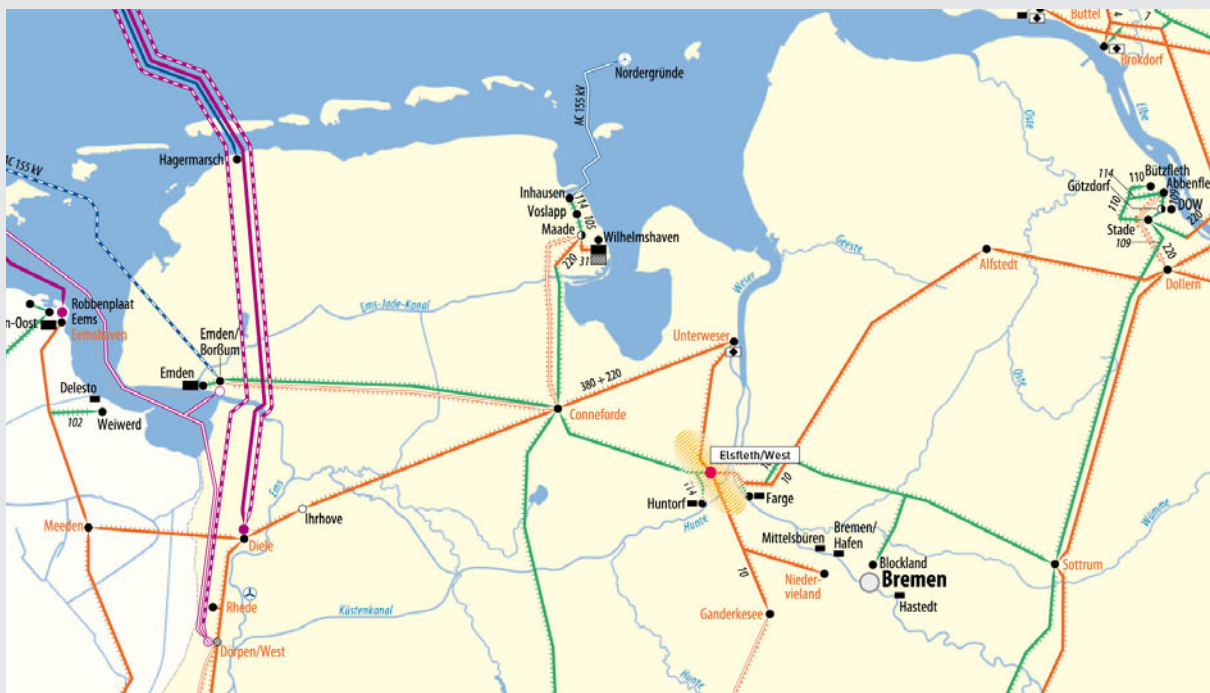 Büttel
4
Brokdorf
Nordergründe
AC 155 kV
Elbe
Oste
Hagermarsch
AC 155 kV
Inhausen
114
Voslapp
105
Maade
Wilhelmshaven
220
31
114
110
Bützfleth
Götzdorf
Abbenfle
110
DOW
Stade
109
220
220
Dollern
Geeste
Alfstedt
Weser
Ems-Jade-Kanal
Robbenplaat
Eems
Eemshaven
n-Oost
Emden/
Borßum
Emden
Unterweser
380 + 220
Oste
Delesto
102
Weiwerd
Conneforde
Elsfleth/West
10
114
Huntorf
Farge
Hunte
Ems
Ihrhove
Meeden
Diele
Mittelsbüren
Bremen/
Hafen
Wümme
Blockland
Bremen
Hastedt
Sottrum
10
Nieder-
vieland
Ganderkesee
Rhede
Küstenkanal
Dörpen/West
Hunte